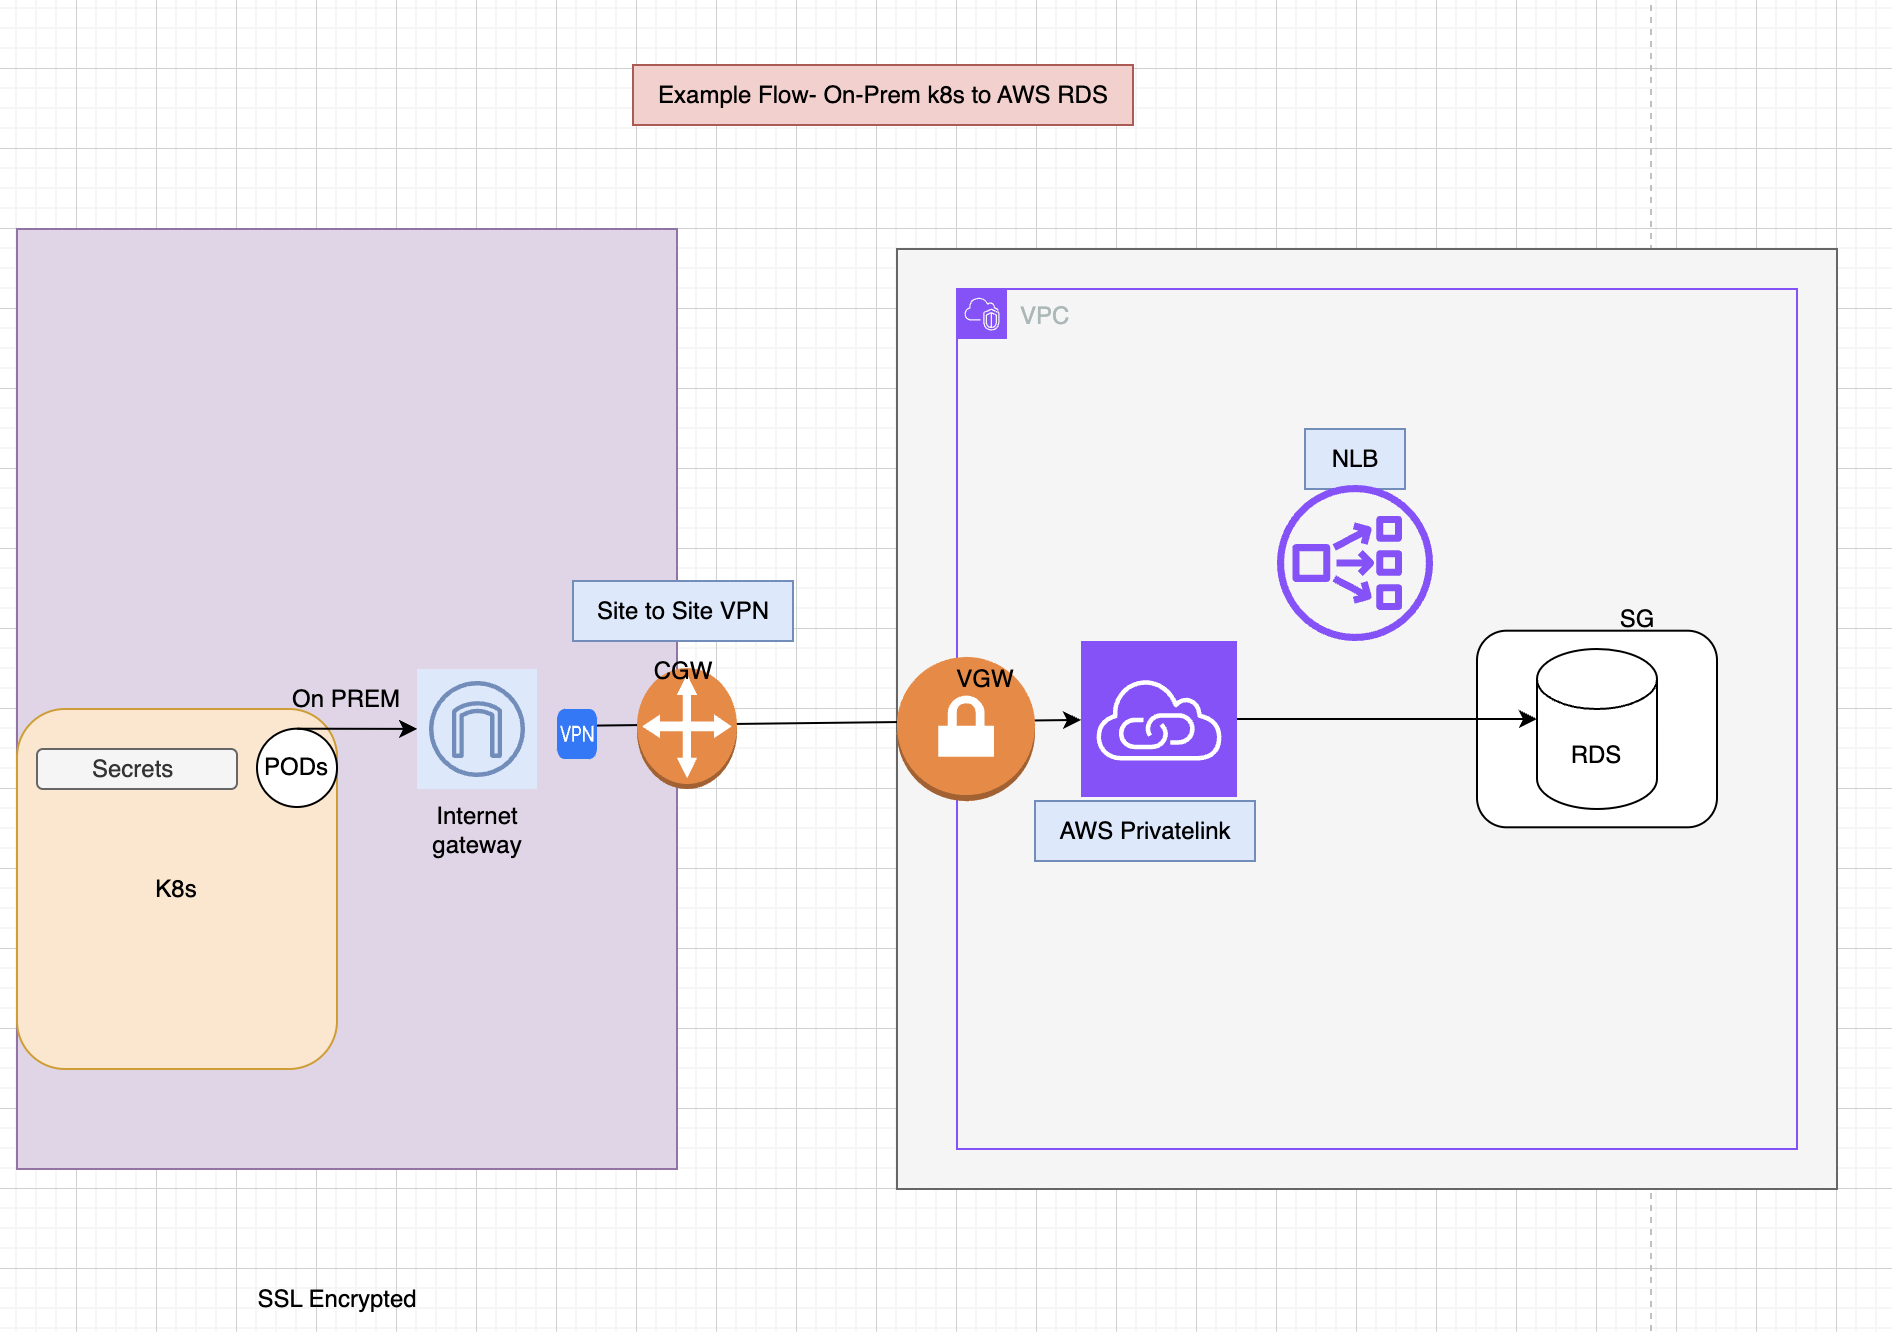 Example Flow- On-Prem k8s to AWS RDS
VPC
NLB
Site to Site VPN
SG
CGW
VGW
On PREM
VPN
Secrets
PODs
RDS
Internet
gateway
AWS Privatelink
K8s
SSL Encrypted